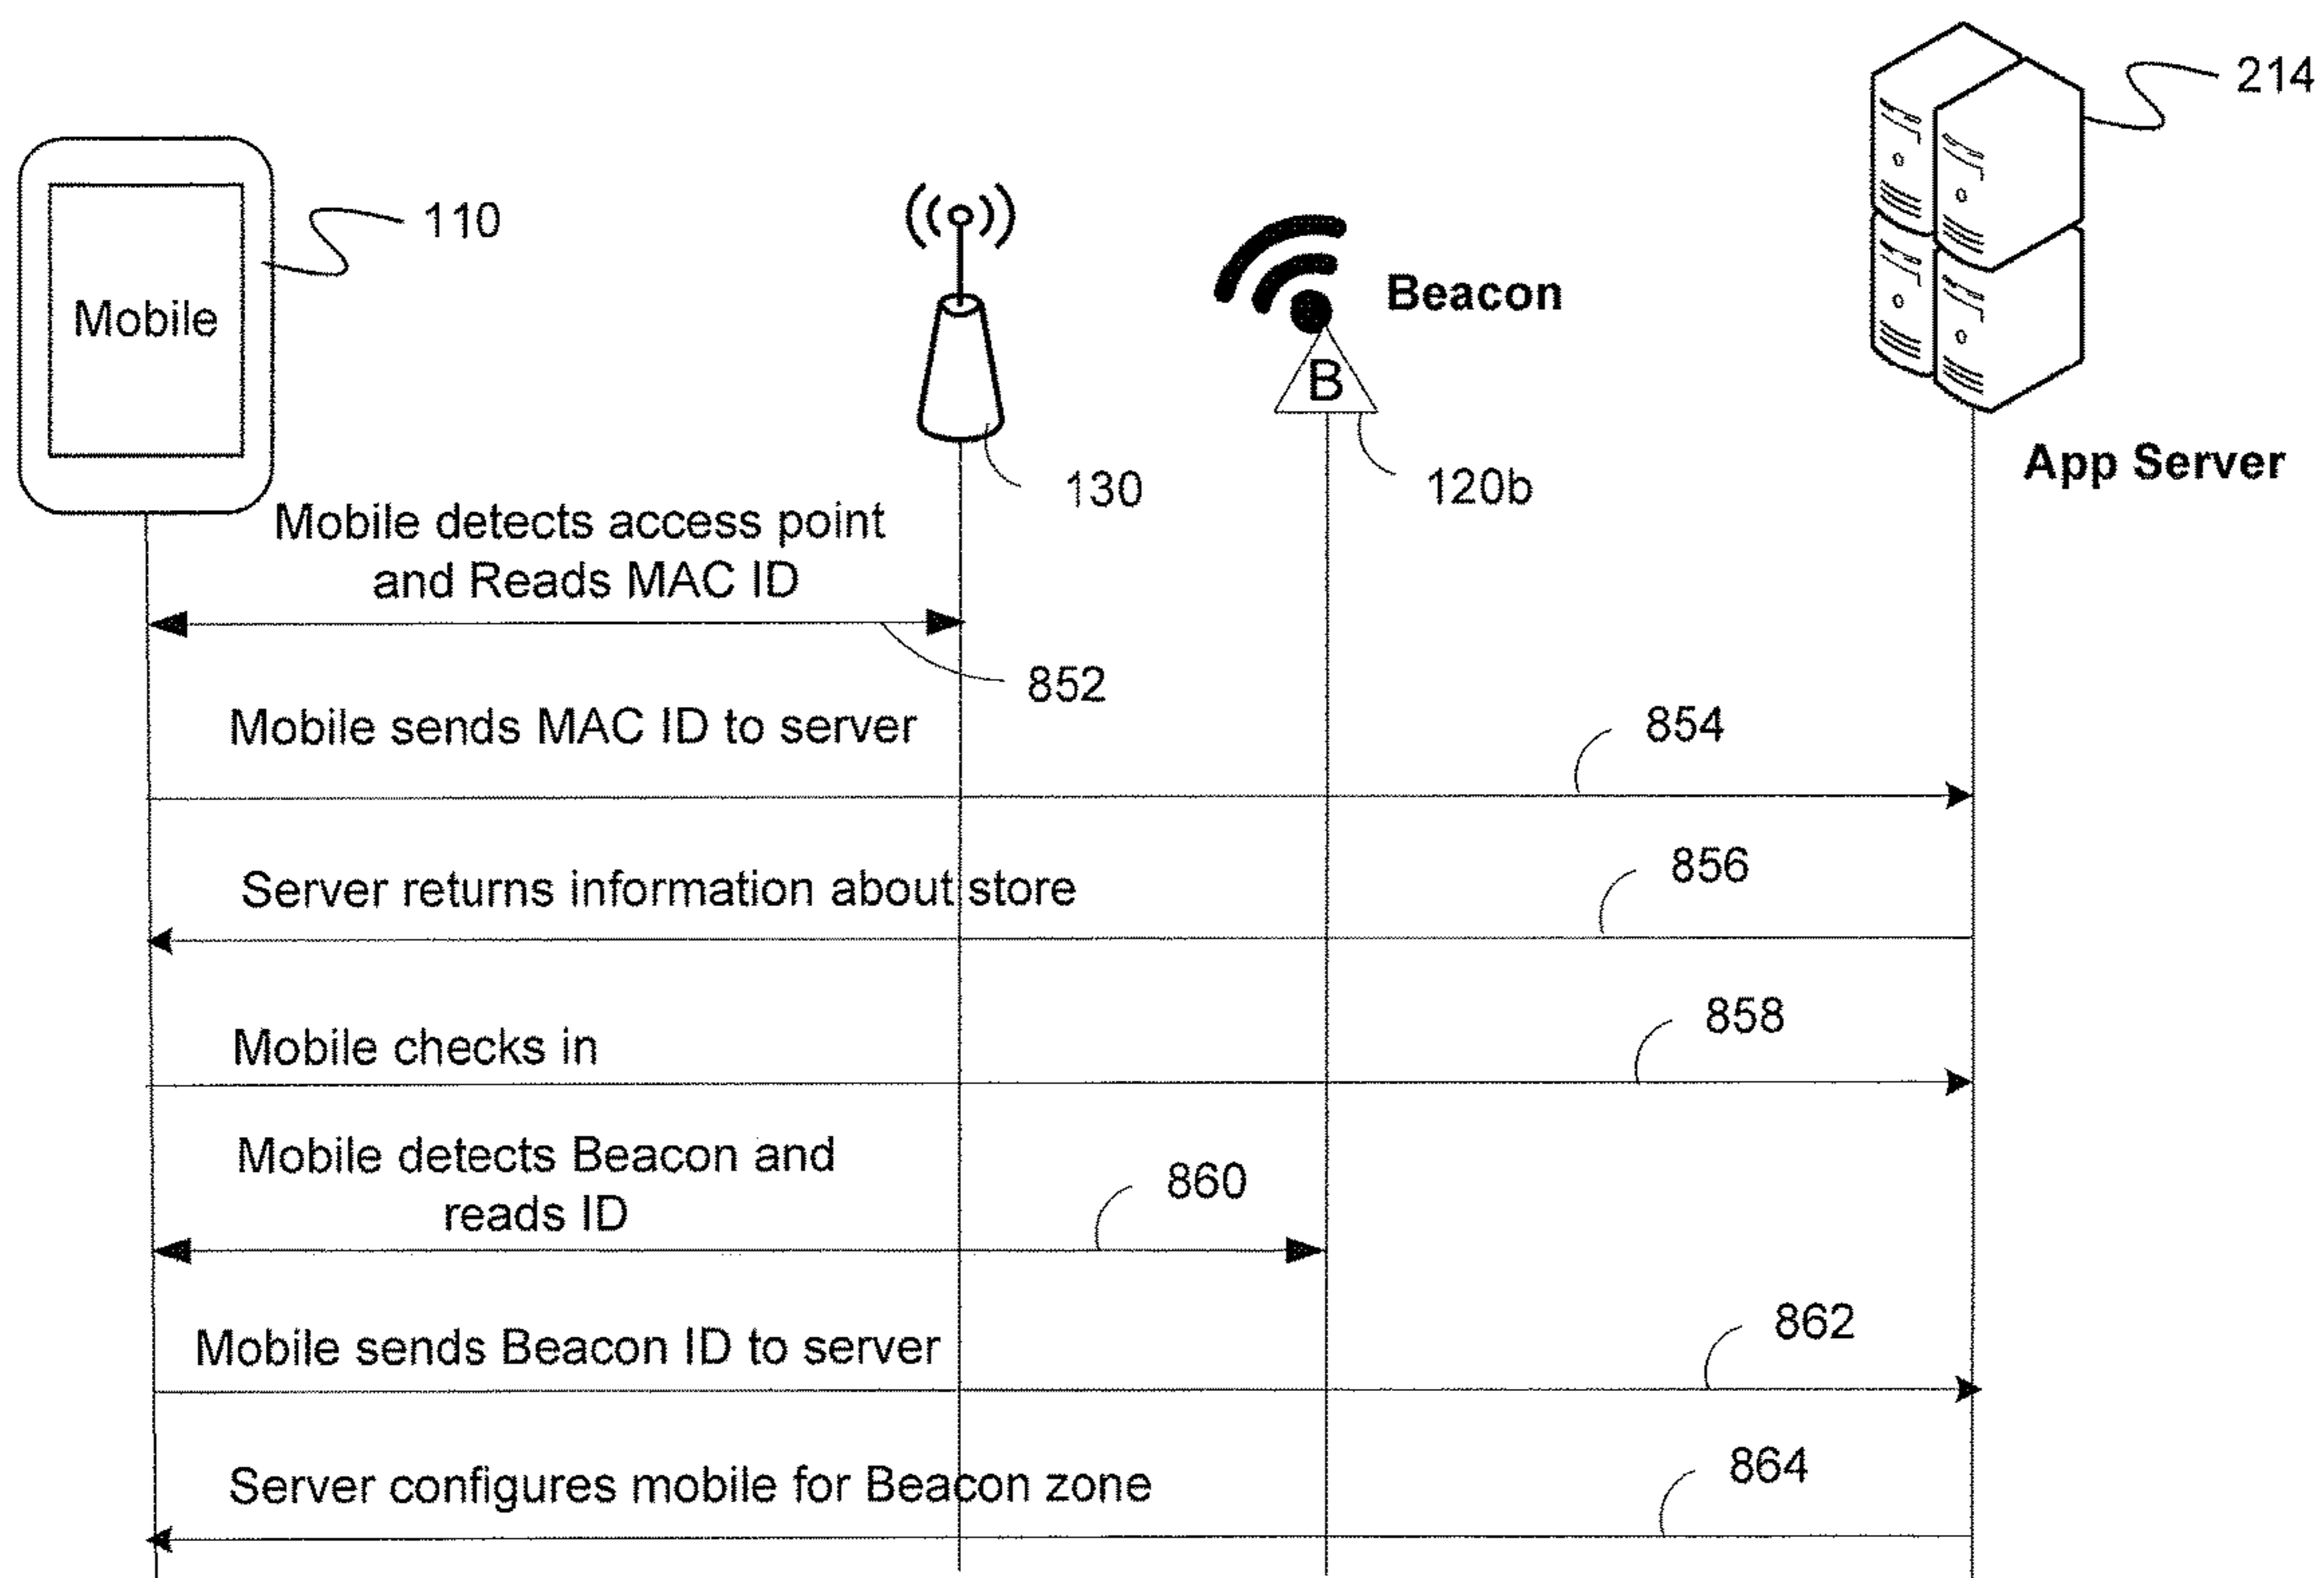 214
110
Mobile
Beacon
B
App Server
130
120b
Mobile detects access point
and Reads MAC ID
852
Mobile sends MAC ID to server
854
Server returns information about store
856
Mobile checks in
858
Mobile detects Beacon and
reads ID
860
Mobile sends Beacon ID to server
862
Server configures mobile for Beacon zone
864